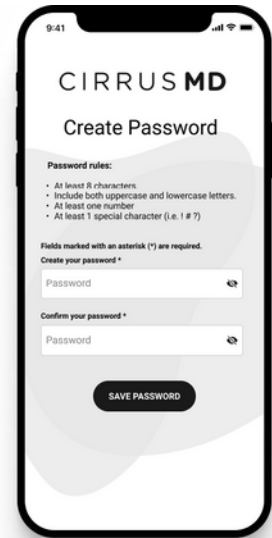 9:41
CIRRUSMD
Create Password
Password rules:
• At least 8 characters.
• Include both uppercase and lowercase letters.
• At least one number
• At least 1 special character (i.e. ! # ?)
Fields marked with an asterisk (*) are required.
Create your password *
Password
Confirm your password *
Password
SAVE PASSWORD